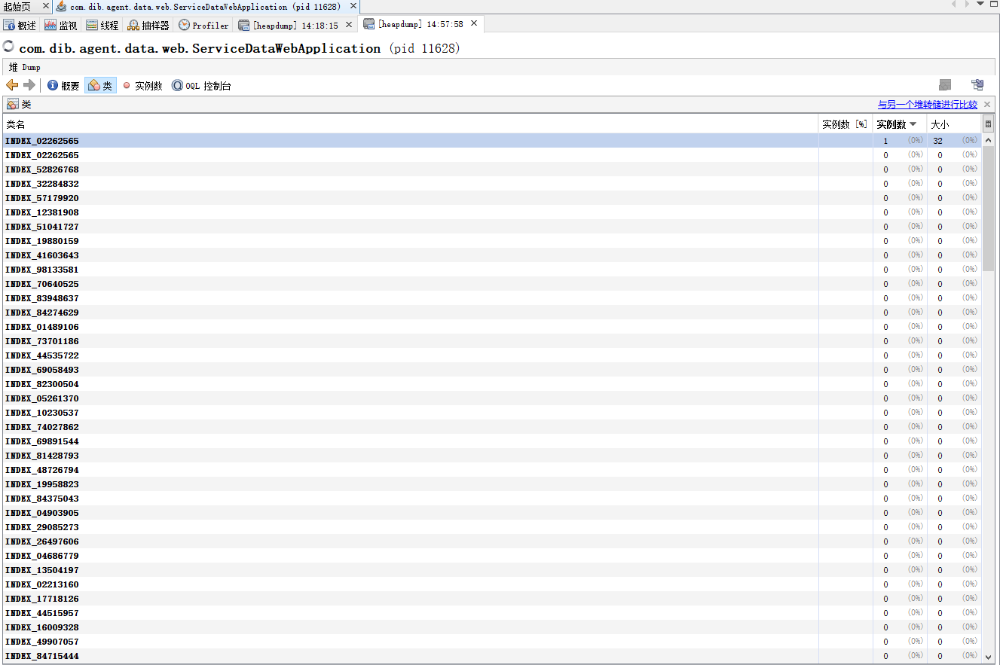 起始页 com.dib.agent.data.web.ServiceDataWebApplication (pid 11628)
概述 监视 线程 抽样器 Profiler [heapdump] 14:18:15 [heapdump] 14:57:58
com.dib.agent.data.web.ServiceDataWebApplication (pid 11628)
堆 Dump
概要 类 实例数 OQL 控制台
类 与另一个堆转储进行比较
类名 实例数 [%] 实例数 大小
INDEX_02262565 1 (0%) 32 (0%)
INDEX_02262565 0 (0%) 0 (0%)
INDEX_52826768 0 (0%) 0 (0%)
INDEX_32284832 0 (0%) 0 (0%)
INDEX_57179920 0 (0%) 0 (0%)
INDEX_12381908 0 (0%) 0 (0%)
INDEX_51041727 0 (0%) 0 (0%)
INDEX_19880159 0 (0%) 0 (0%)
INDEX_41603643 0 (0%) 0 (0%)
INDEX_98133581 0 (0%) 0 (0%)
INDEX_70640525 0 (0%) 0 (0%)
INDEX_83948637 0 (0%) 0 (0%)
INDEX_84274629 0 (0%) 0 (0%)
INDEX_01489106 0 (0%) 0 (0%)
INDEX_73701186 0 (0%) 0 (0%)
INDEX_44535722 0 (0%) 0 (0%)
INDEX_69058493 0 (0%) 0 (0%)
INDEX_82300504 0 (0%) 0 (0%)
INDEX_05261370 0 (0%) 0 (0%)
INDEX_10230537 0 (0%) 0 (0%)
INDEX_74027862 0 (0%) 0 (0%)
INDEX_69891544 0 (0%) 0 (0%)
INDEX_81428793 0 (0%) 0 (0%)
INDEX_48726794 0 (0%) 0 (0%)
INDEX_19958823 0 (0%) 0 (0%)
INDEX_84375043 0 (0%) 0 (0%)
INDEX_04903905 0 (0%) 0 (0%)
INDEX_29085273 0 (0%) 0 (0%)
INDEX_26497606 0 (0%) 0 (0%)
INDEX_04686779 0 (0%) 0 (0%)
INDEX_13504197 0 (0%) 0 (0%)
INDEX_02213160 0 (0%) 0 (0%)
INDEX_17718126 0 (0%) 0 (0%)
INDEX_44515957 0 (0%) 0 (0%)
INDEX_16009328 0 (0%) 0 (0%)
INDEX_49907057 0 (0%) 0 (0%)
INDEX_84715444 0 (0%) 0 (0%)